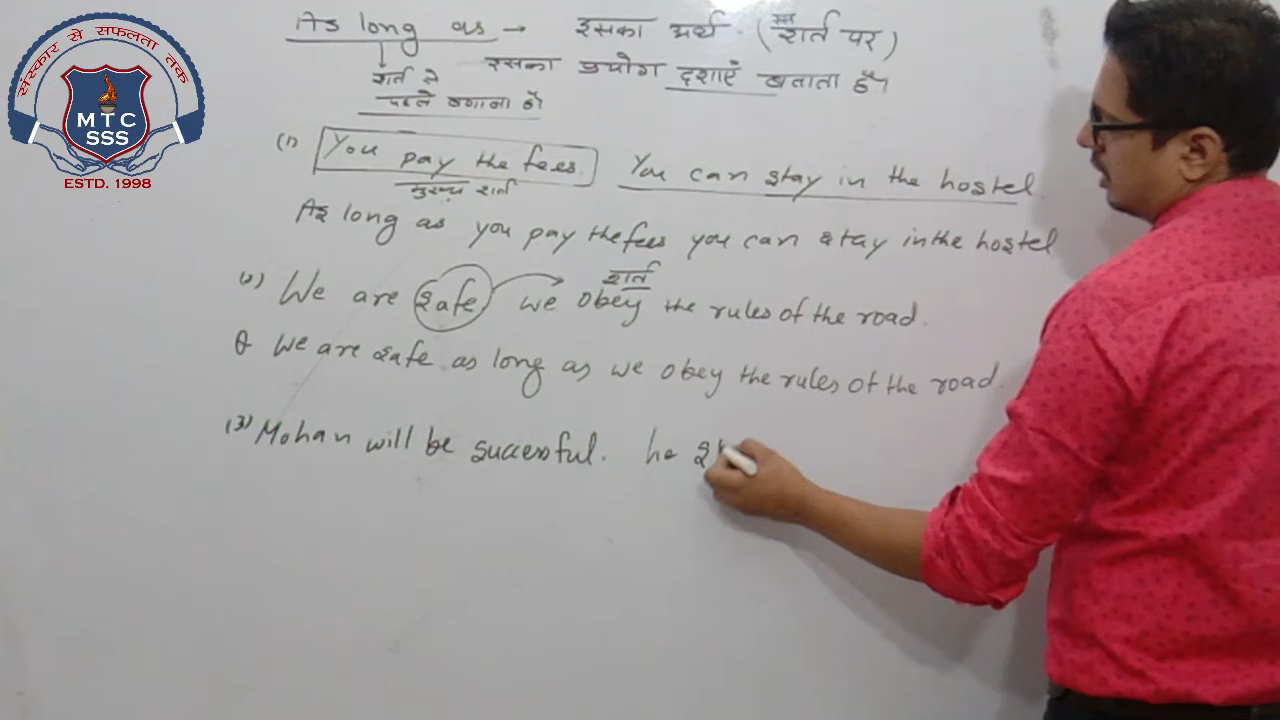 संस्कार से सफलता तक
MTC
SSS
ESTD. 1998
As long as → इसका अर्थ (इस शर्त पर)
शर्त से इसका प्रयोग दशाएं बताता है।
पहले लगाना है।
(1) You pay the fees. You can stay in the hostel.
मुख्य शर्त
As long as you pay the fees you can stay in the hostel
शर्त
(2) We are safe we obey the rules of the road.
We are safe as long as we obey the rules of the road.
(3) Mohan will be successful. he